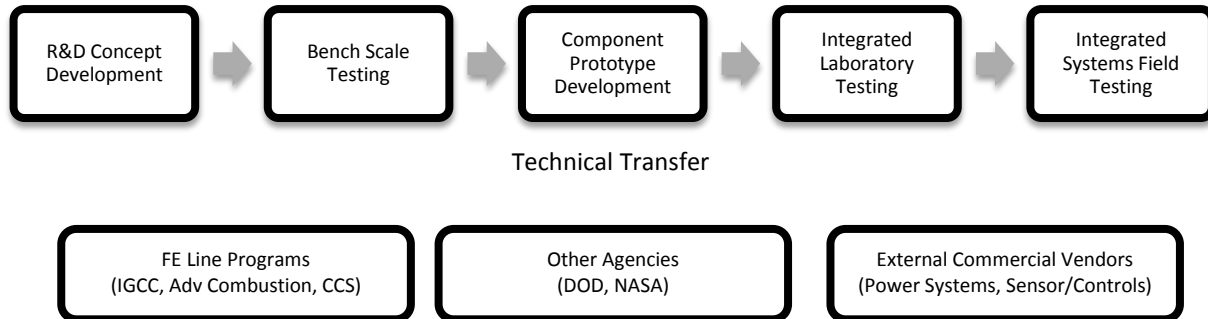 R&D Concept
Development
Bench Scale
Testing
Component
Prototype
Development
Integrated
Laboratory
Testing
Integrated
Systems Field
Testing
Technical Transfer
FE Line Programs
(IGCC, Adv Combustion, CCS)
Other Agencies
(DOD, NASA)
External Commercial Vendors
(Power Systems, Sensor/Controls)